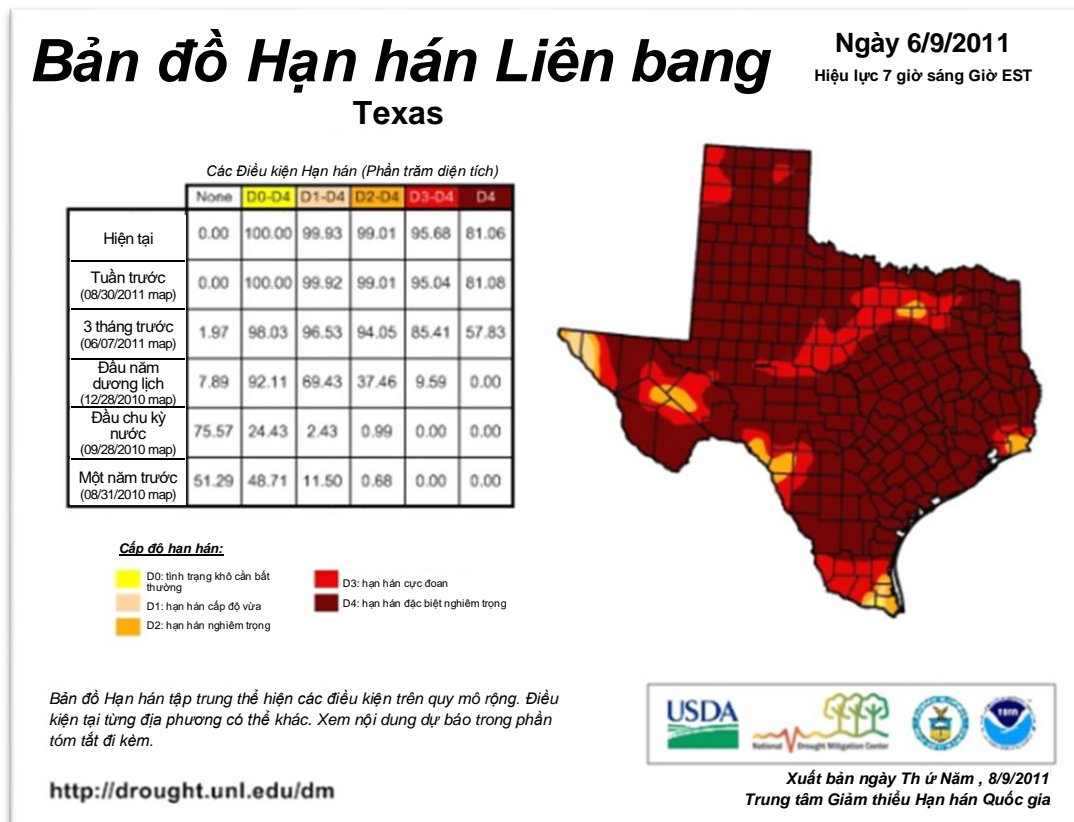 Bản đồ Hạn hán Liên bang
Texas
Ngày 6/9/2011
Hiệu lực 7 giờ sáng Giờ EST
Các Điều kiện Hạn hán (Phần trăm diện tích)
None D0-D4 D1-D4 D2-D4 D3-D4 D4
Hiện tại 0.00 100.00 99.93 99.01 95.68 81.06
Tuần trước
(08/30/2011 map)
0.00 100.00 99.92 99.01 95.04 81.08
3 tháng trước
(06/07/2011 map)
1.97 98.03 96.53 94.05 85.41 57.83
Đầu năm
dương lịch
(12/28/2010 map)
7.89 92.11 69.43 37.46 9.59 0.00
Đầu chu kỳ
nước
(09/28/2010 map)
75.57 24.43 2.43 0.99 0.00 0.00
Một năm trước
(08/31/2010 map)
51.29 48.71 11.50 0.68 0.00 0.00
Cấp đô han hán:
D0: tình trạng khô cằn bất
thường
D1: hạn hán cấp độ vừa
D2: hạn hán nghiêm trọng
D3: hạn hán cực đoan
D4: hạn hán đặc biệt nghiêm trọng
Bản đồ Hạn hán tập trung thể hiện các điều kiện trên quy mô rộng. Điều
kiện tại từng địa phương có thể khác. Xem nội dung dự báo trong phần
tóm tắt đi kèm.
http://drought.unl.edu/dm
USDA
National Drought Mitigation Center
Xuất bản ngày Th ứ Năm , 8/9/2011
Trung tâm Giảm thiểu Hạn hán Quốc gia